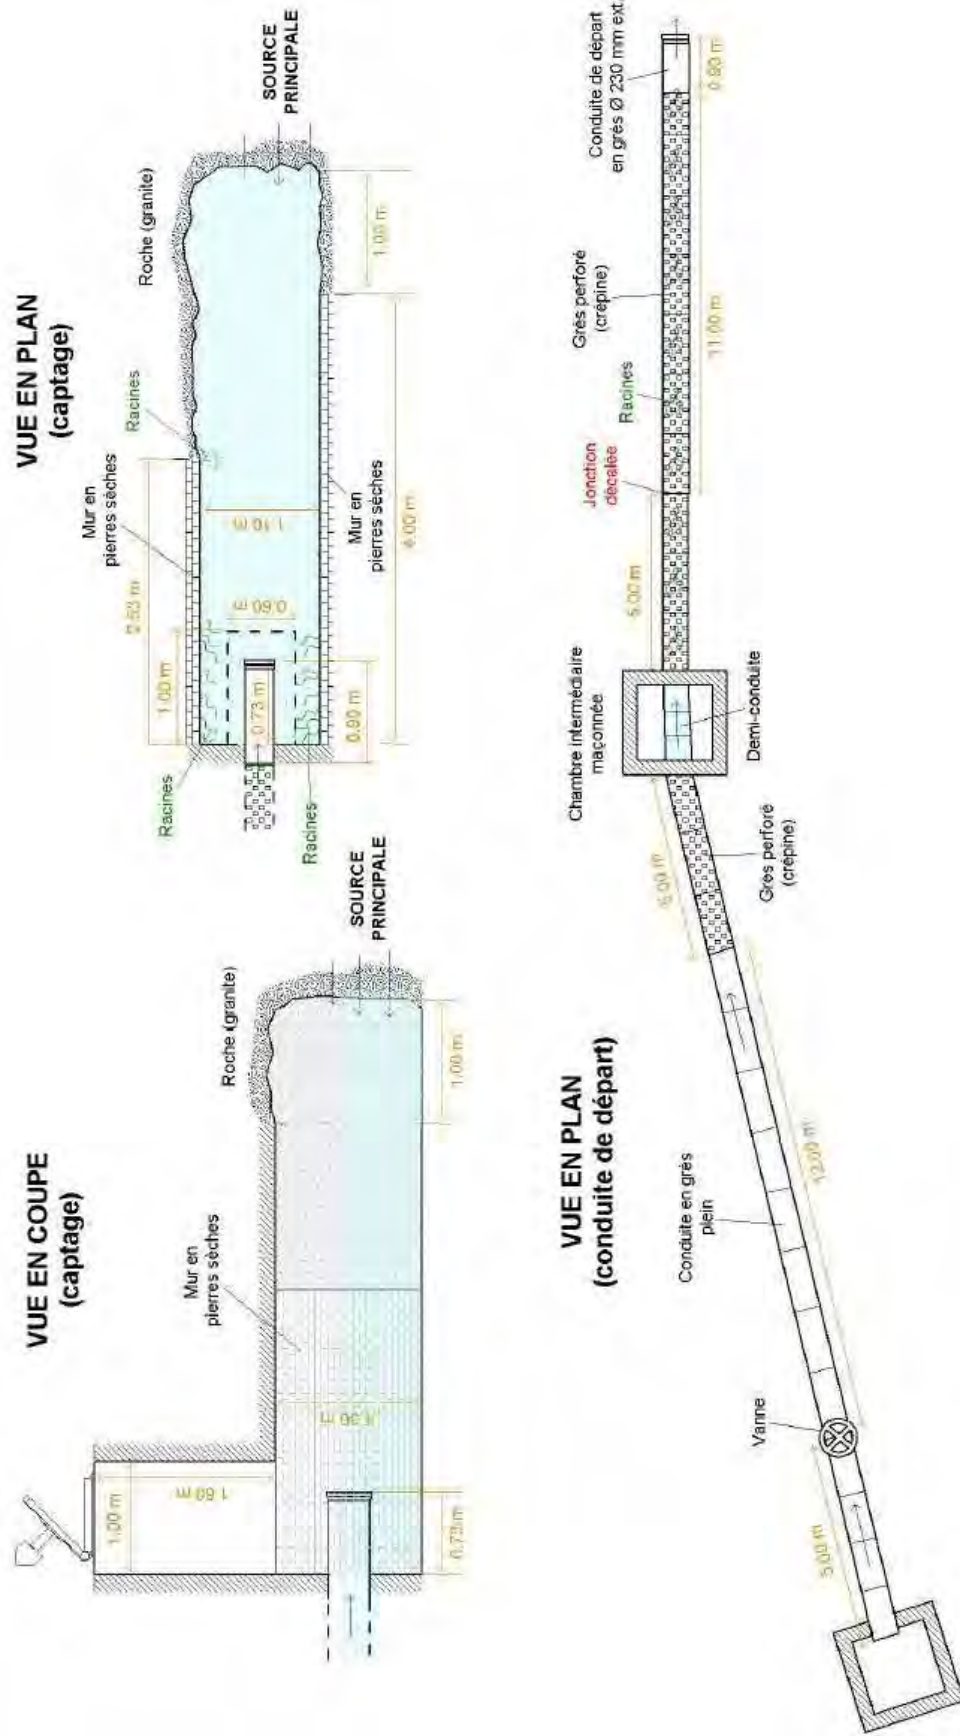 VUE EN PLAN
(captage)
Mur en
pierres sèches
Racines
Roche (granite)
SOURCE
PRINCIPALE
1.00 m
1.10 m
0.60 m
0.73 m
0.90 m
1.00 m
Mur en
pierres sèches
Racines
Racines
VUE EN COUPE
(captage)
Mur en
pierres sèches
Roche (granite)
SOURCE
PRINCIPALE
1.00 m
1.60 m
1.00 m
0.73 m
VUE EN PLAN
(conduite de départ)
Conduite de départ
en grès Ø 230 mm ext.
0.90 m
Grès perforé
(crépine)
Racines
11.00 m
Jonction
décalée
5.00 m
Chambre intermédiaire
maçonnée
Demi-conduite
Grès perforé
(crépine)
Conduite en grès
plein
12.00 m
Vanne
5.00 m